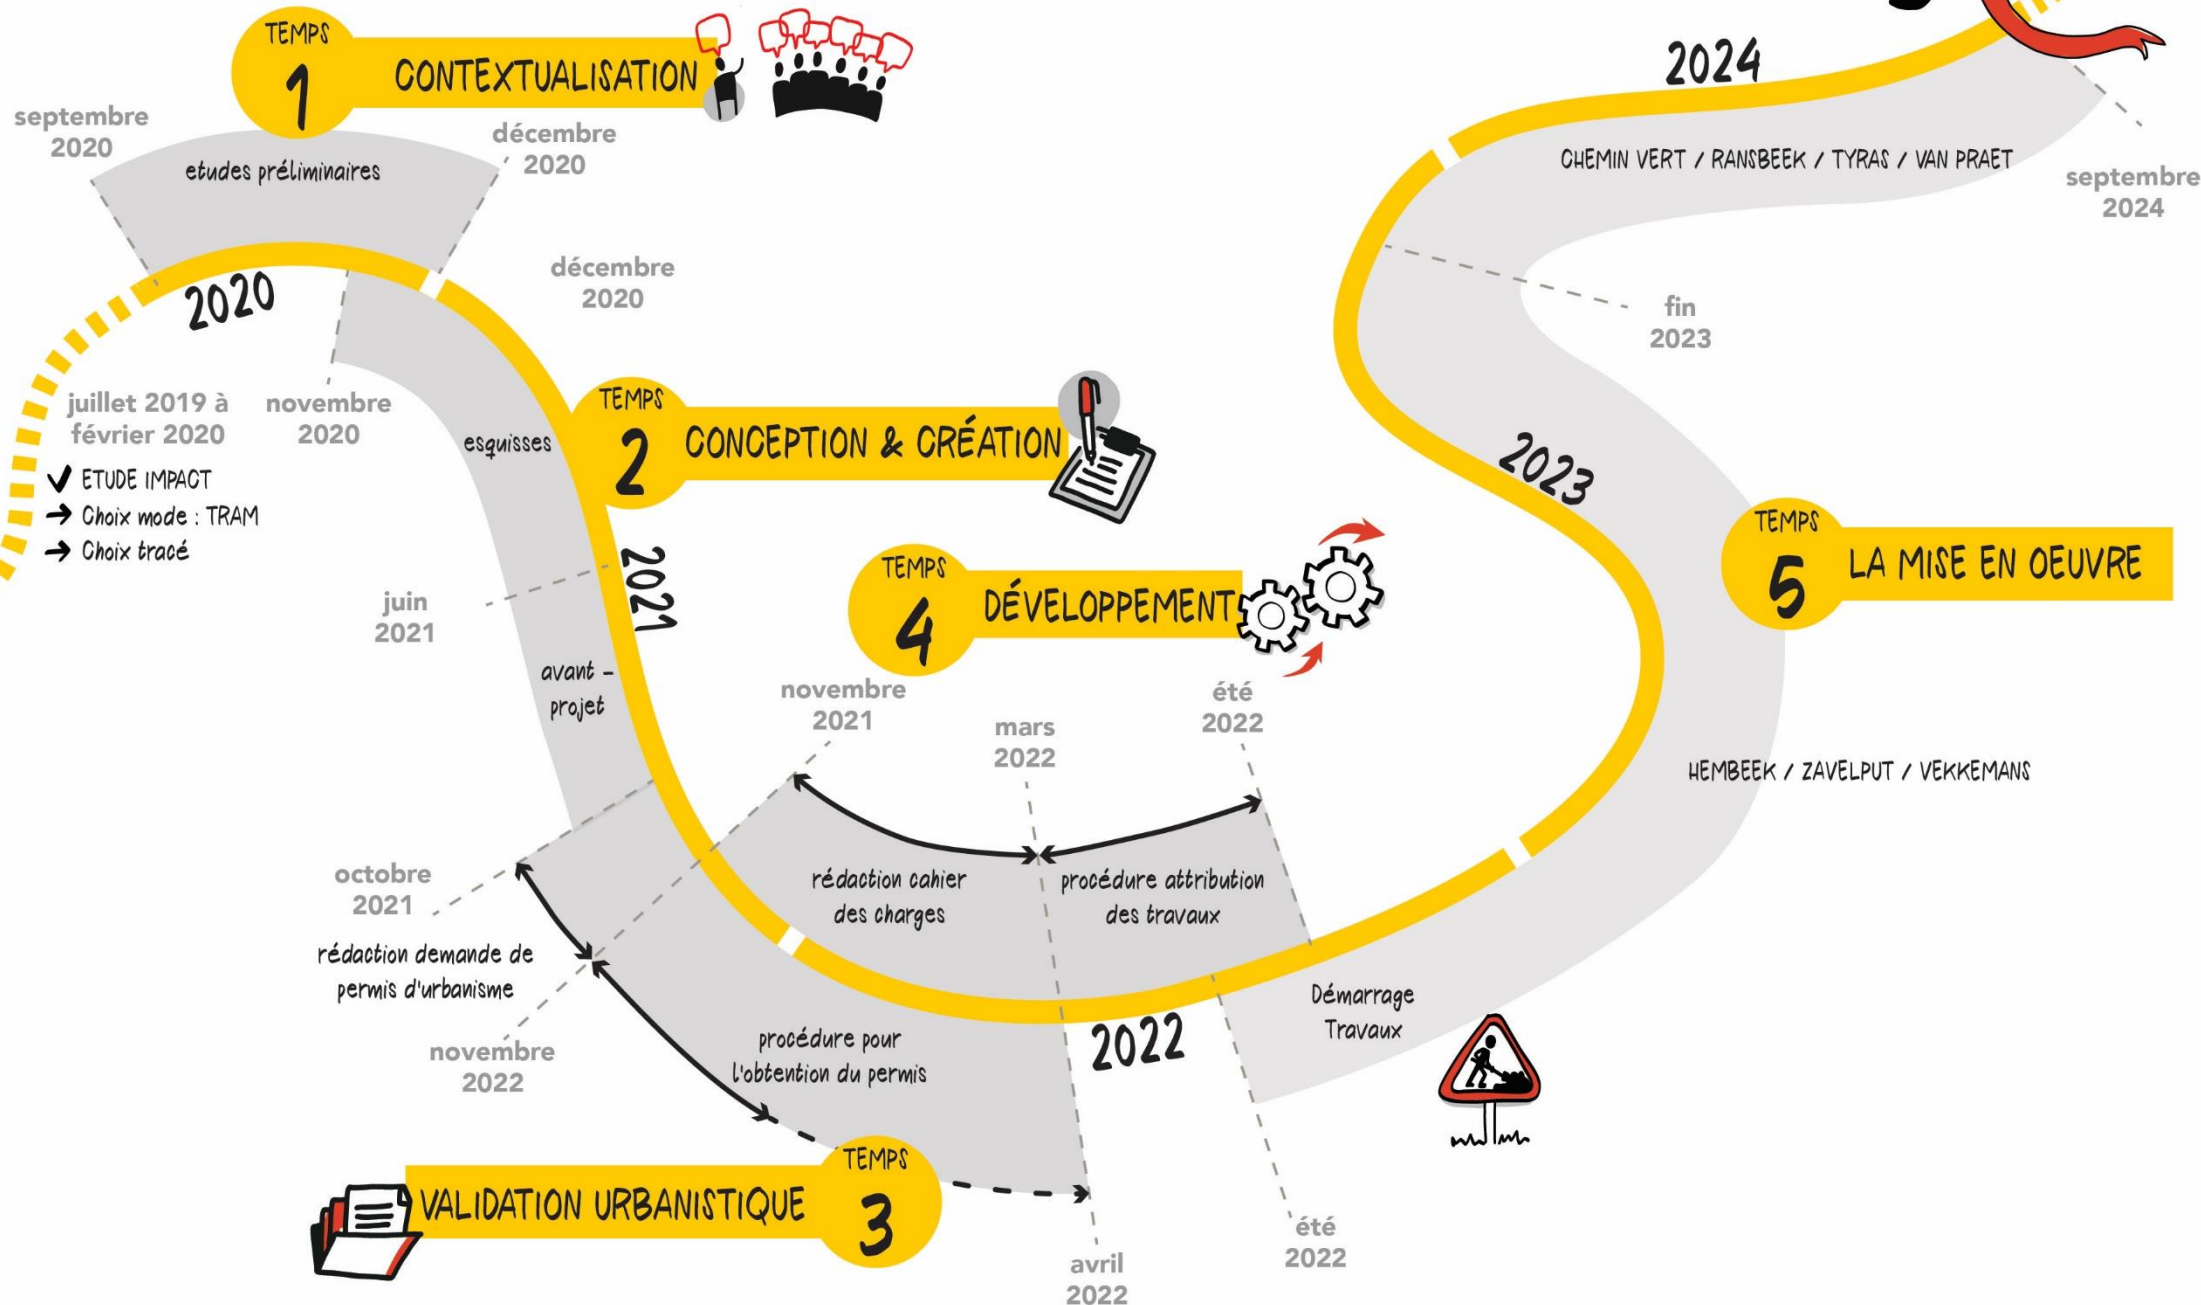 TEMPS
1
CONTEXTUALISATION
septembre
2020
décembre
2020
etudes préliminaires
2020
décembre
2020
juillet 2019 à
février 2020
✓ ETUDE IMPACT
→ Choix mode : TRAM
→ Choix tracé
novembre
2020
esquisses
TEMPS
2
CONCEPTION & CRÉATION
2021
juin
2021
avant -
projet
octobre
2021
rédaction demande de
permis d'urbanisme
novembre
2022
procédure pour
l'obtention du permis
VALIDATION URBANISTIQUE
TEMPS
3
avril
2022
TEMPS
4
DÉVELOPPEMENT
novembre
2021
mars
2022
été
2022
rédaction cahier
des charges
procédure attribution
des travaux
2022
été
2022
Démarrage
Travaux
TEMPS
5
LA MISE EN OEUVRE
HEMBEEK / ZAVELPUT / VEKKEMANS
2023
fin
2023
2024
CHEMIN VERT / RANSBEEK / TYRAS / VAN PRAET
septembre
2024